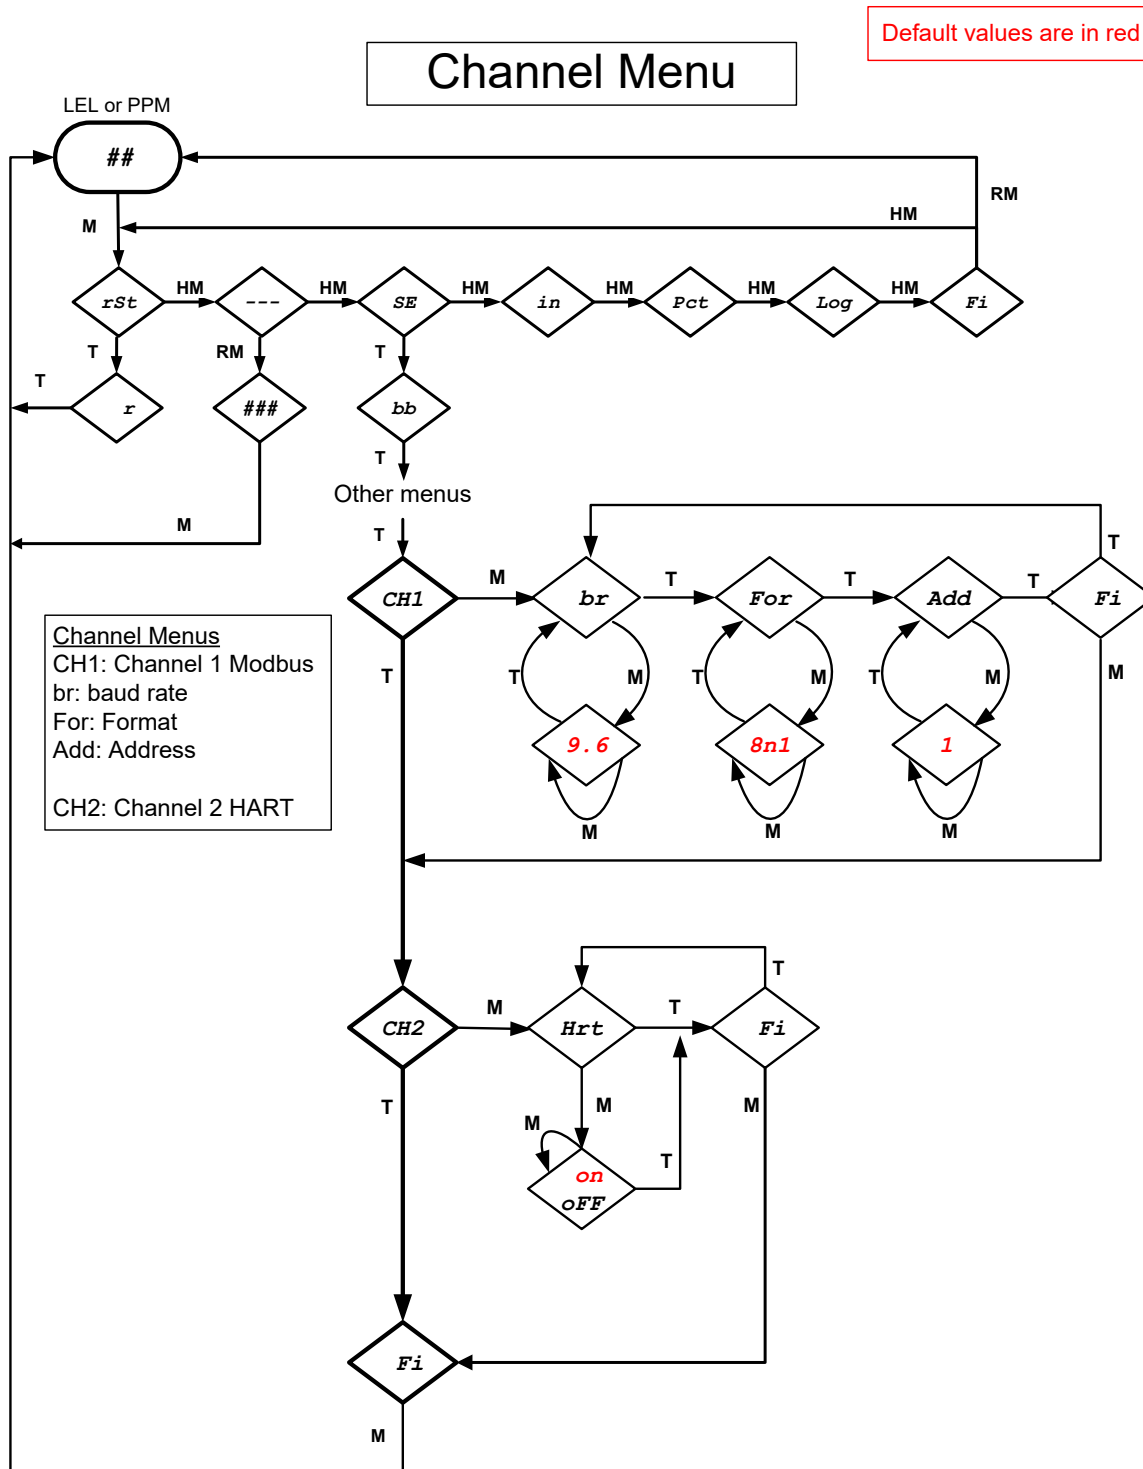 Default values are in red
Channel Menu
LEL or PPM
##
RM
M
HM
rSt
HM
---
HM
SE
HM
in
HM
Pct
HM
Log
HM
Fi
T
RM
T
T
r
###
bb
T
Other menus
M
T
T
CH1
M
br
T
For
T
Add
T
Fi
Channel Menus
CH1: Channel 1 Modbus
br: baud rate
For: Format
Add: Address
CH2: Channel 2 HART
T
T
M
T
M
T
M
M
9.6
8n1
1
M
M
M
T
CH2
M
Hrt
T
Fi
T
M
M
M
T
on
oFF
Fi
M